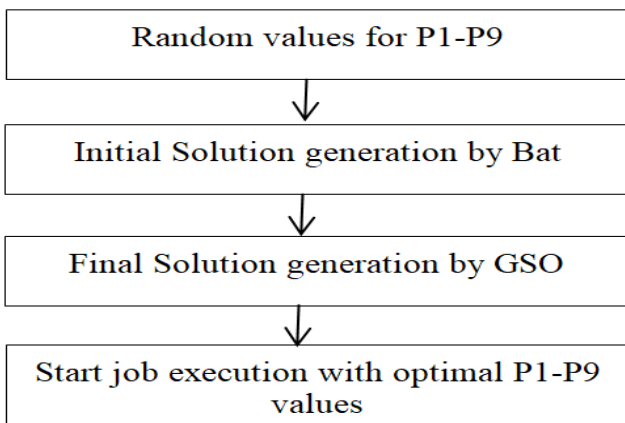 Random values for P1-P9
Initial Solution generation by Bat
Final Solution generation by GSO
Start job execution with optimal P1-P9
values